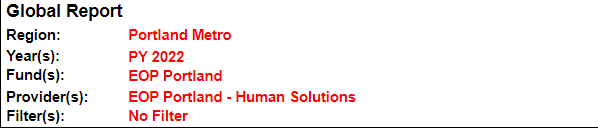 Global Report
Region: Portland Metro
Year(s): PY 2022
Fund(s): EOP Portland
Provider(s): EOP Portland - Human Solutions
Filter(s): No Filter